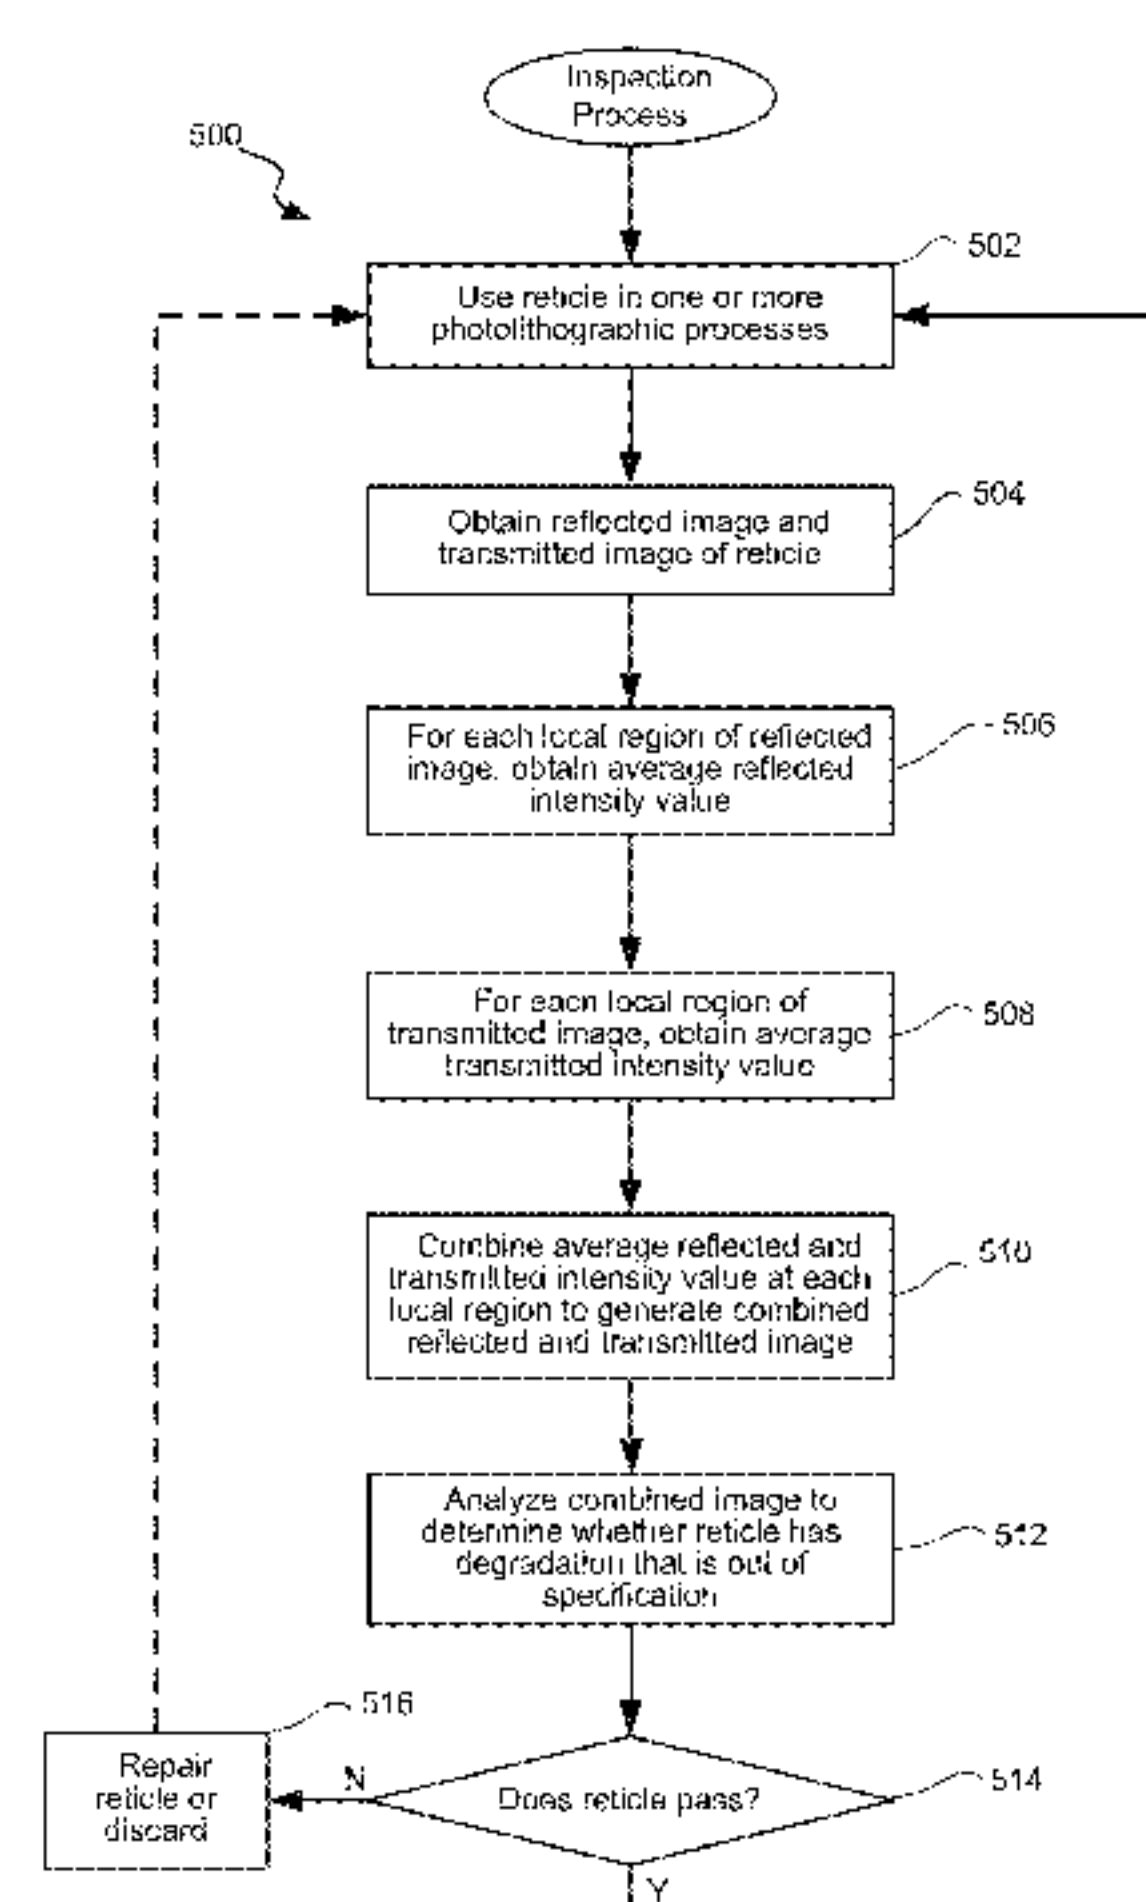 Inspection
Process
500
502
Use reticle in one or more
photolithographic processes
504
Obtain reflected image and
transmitted image of reticle
506
For each local region of reflected
image, obtain average reflected
intensity value
508
For each local region of
transmitted image, obtain average
transmitted intensity value
510
Combine average reflected and
transmitted intensity value at each
local region to generate combined
reflected and transmitted image
512
Analyze combined image to
determine whether reticle has
degradation that is out of
specification
516
Repair
reticle or
discard
N
514
Does reticle pass?
Y